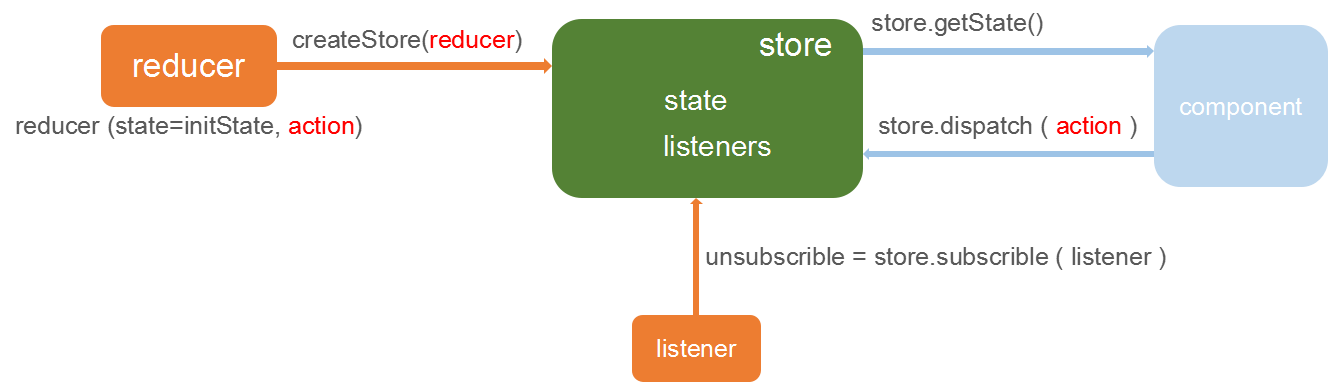 createStore(reducer)
reducer
reducer (state=initState, action)
store
state
listeners
store.getState()
component
store.dispatch ( action )
unsubscrible = store.subscrible ( listener )
listener